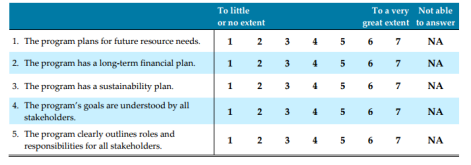 To little To a very Not able
or no extent great extent to answer
1. The program plans for future resource needs. 1 2 3 4 5 6 7 NA
2. The program has a long-term financial plan. 1 2 3 4 5 6 7 NA
3. The program has a sustainability plan. 1 2 3 4 5 6 7 NA
4. The program's goals are understood by all
stakeholders. 1 2 3 4 5 6 7 NA
5. The program clearly outlines roles and
responsibilities for all stakeholders. 1 2 3 4 5 6 7 NA